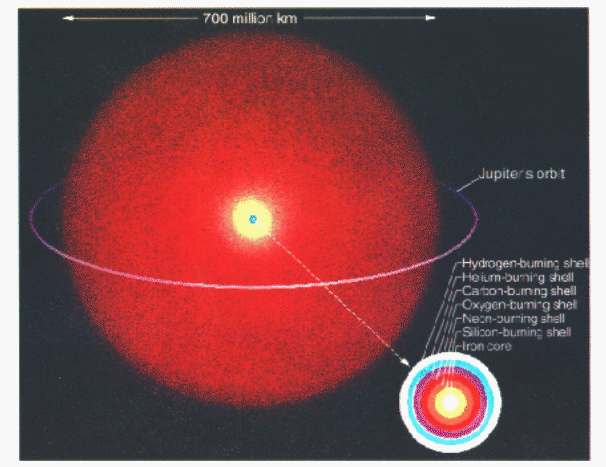 700 million km
Jupiter's orbit
Hydrogen-burning shell
Helium-burning shell
Carbon-burning shell
Oxygen-burning shell
Neon-burning shell
Silicon-burning shell
Iron core